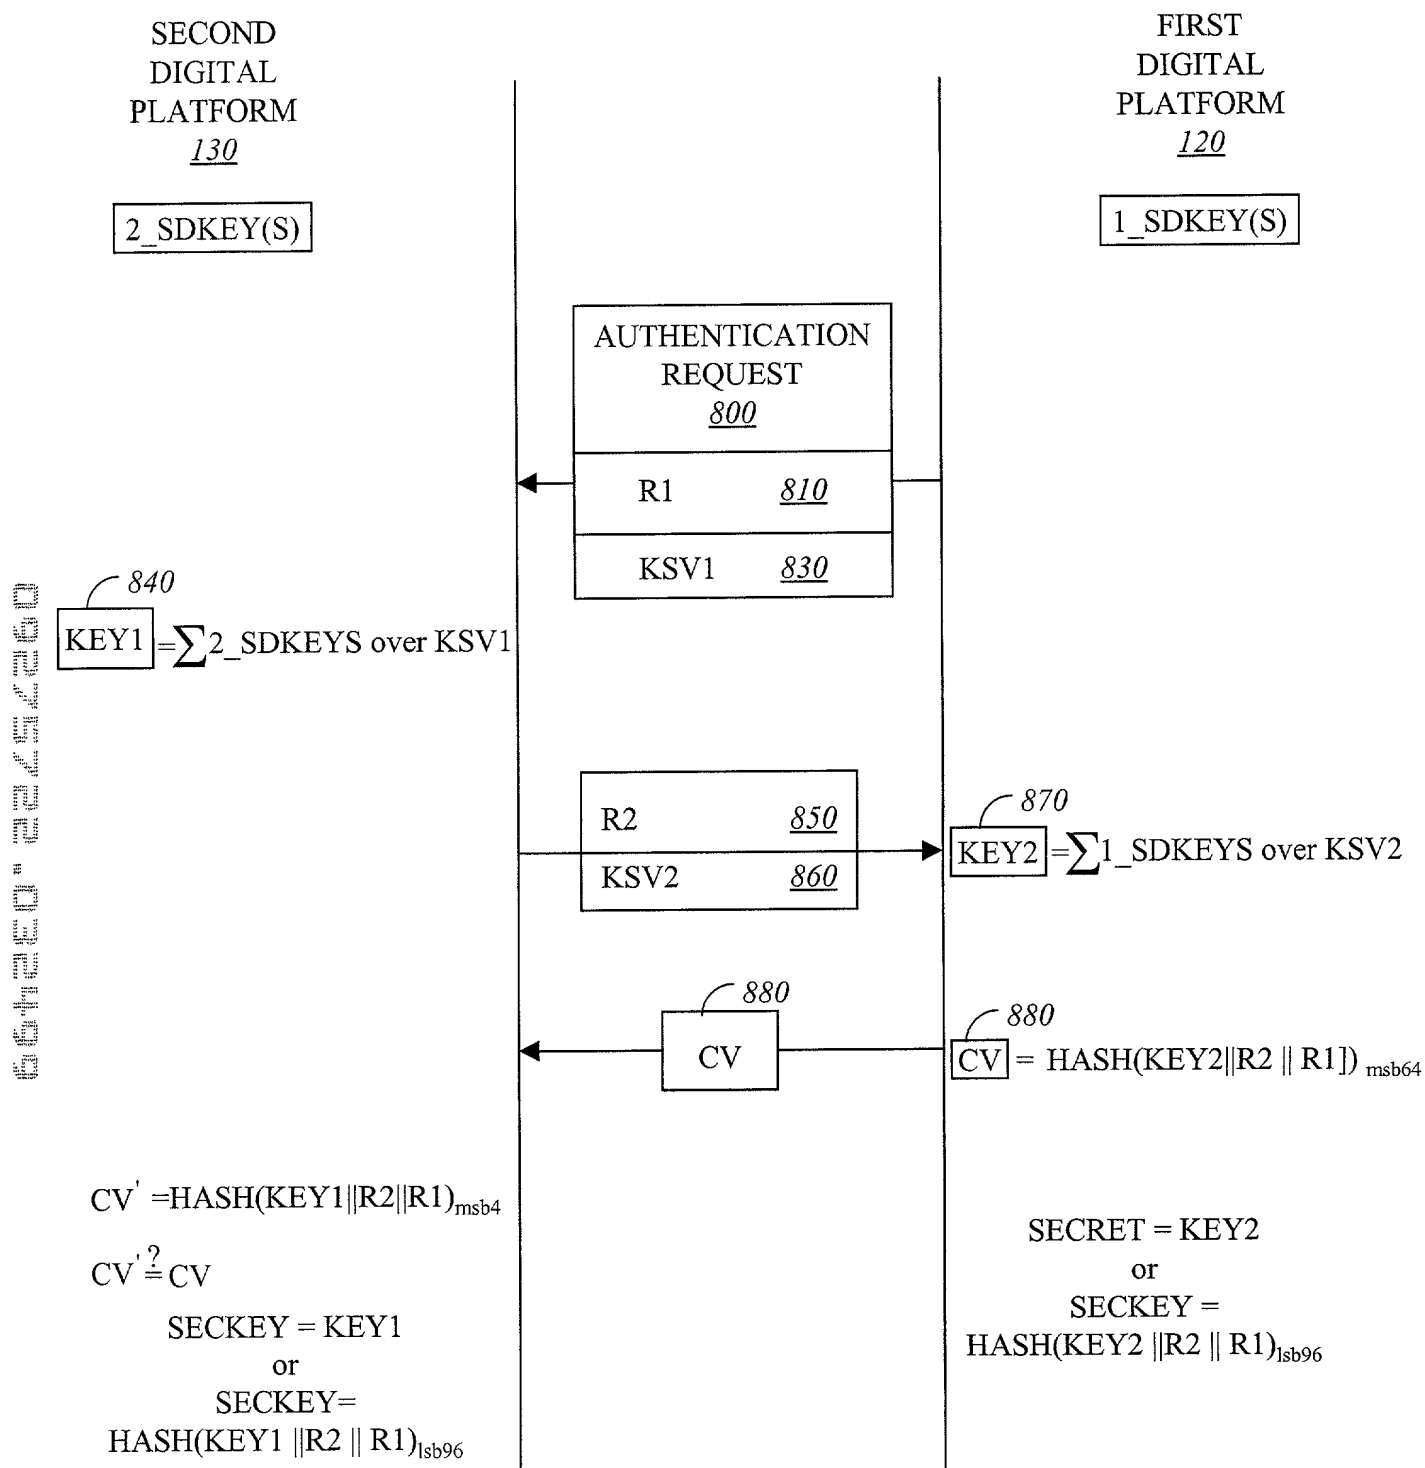 SECOND
DIGITAL
PLATFORM
130
2_SDKEY(S)
FIRST
DIGITAL
PLATFORM
120
1_SDKEY(S)
AUTHENTICATION
REQUEST
800
R1 810
KSV1 830
840
KEY1 =∑2_SDKEYS over KSV1
R2 850
KSV2 860
870
KEY2 =∑1_SDKEYS over KSV2
880
CV
880
CV = HASH(KEY2||R2 || R1]) msb64
CV' =HASH(KEY1||R2||R1)msb4
CV' ?= CV
SECKEY = KEY1
or
SECKEY=
HASH(KEY1 ||R2 || R1)lsb96
SECRET = KEY2
or
SECKEY =
HASH(KEY2 ||R2 || R1)lsb96
09275722.032499